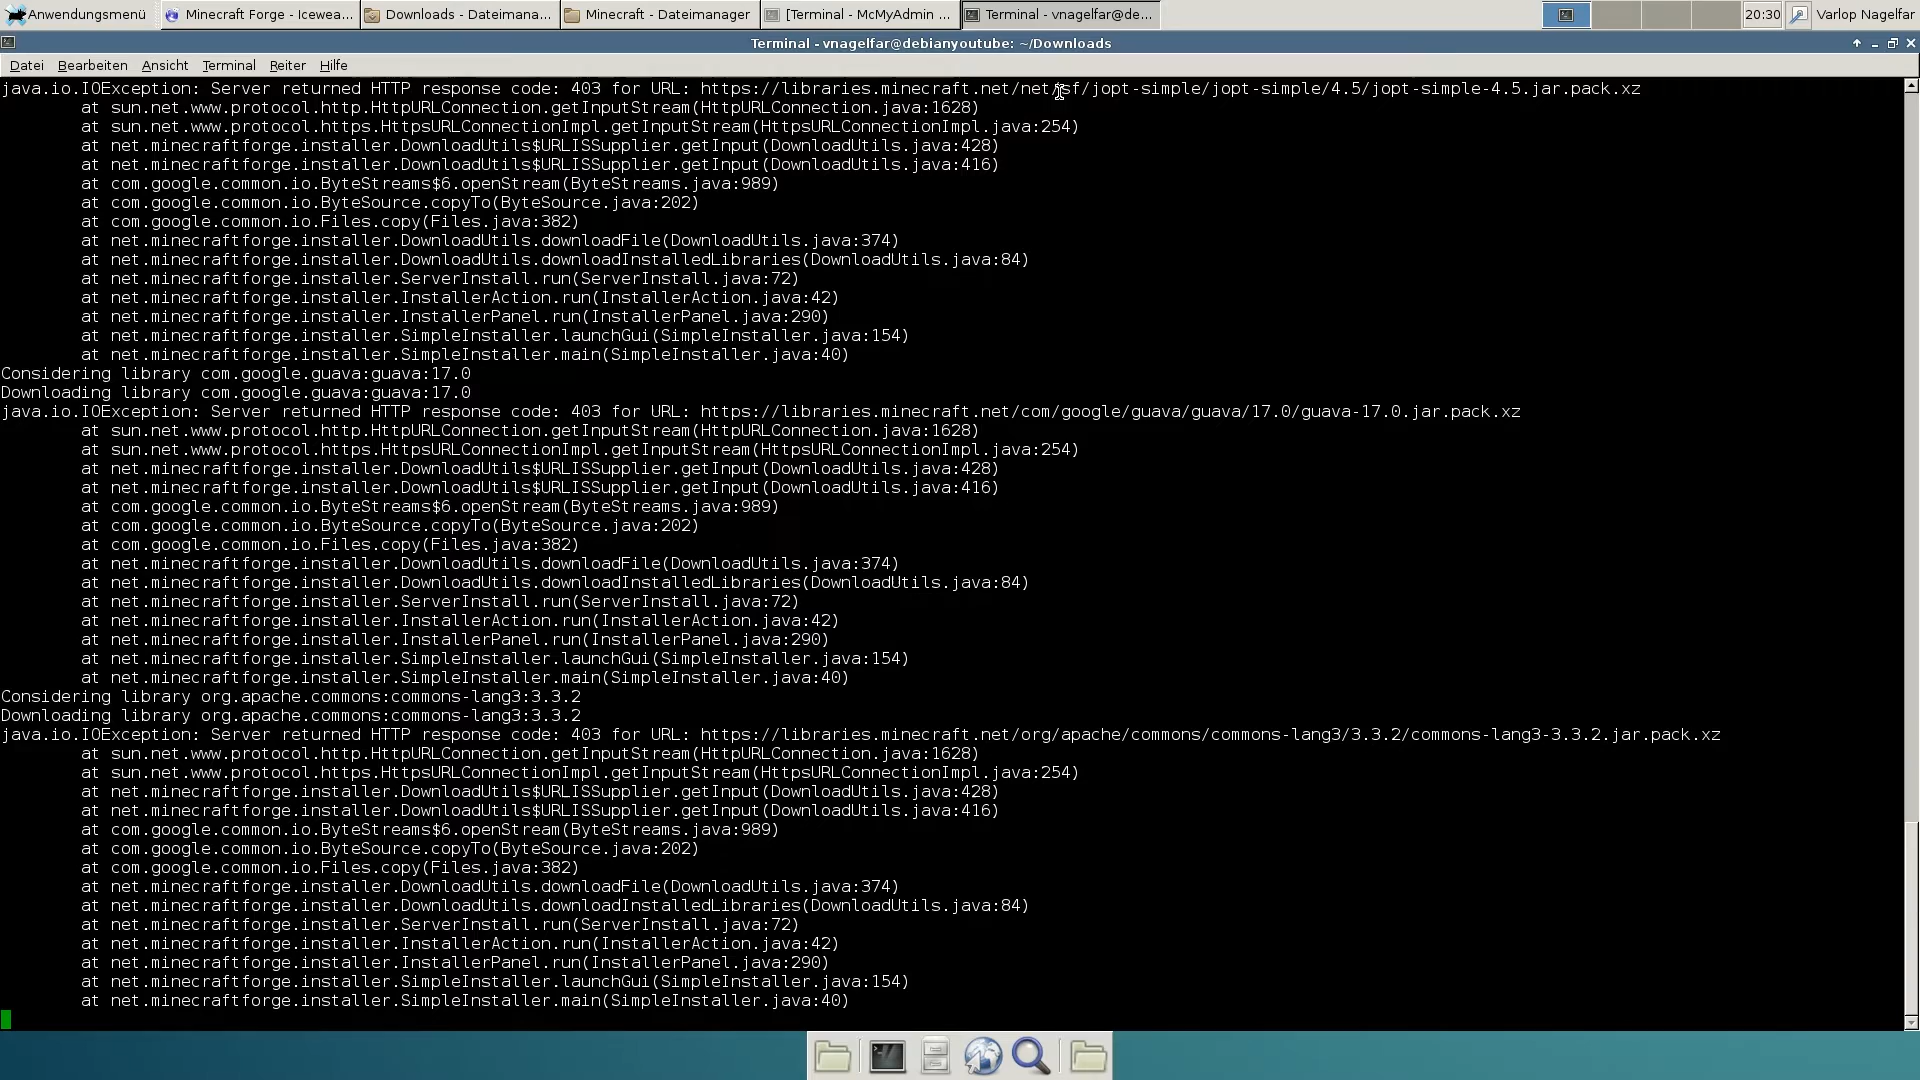 Anwendungsmenü
Minecraft Forge - Icewea...
Downloads - Dateimana...
Minecraft - Dateimanager
[Terminal - McMyAdmin ...
Terminal - vnagelfar@de...
20:30
Varlop Nagelfar
Terminal - vnagelfar@debianyoutube: ~/Downloads
Datei Bearbeiten Ansicht Terminal Reiter Hilfe
java.io.IOException: Server returned HTTP response code: 403 for URL: https://libraries.minecraft.net/net/sf/jopt-simple/jopt-simple/4.5/jopt-simple-4.5.jar.pack.xz
at sun.net.www.protocol.http.HttpURLConnection.getInputStream(HttpURLConnection.java:1628)
at sun.net.www.protocol.https.HttpsURLConnectionImpl.getInputStream(HttpsURLConnectionImpl.java:254)
at net.minecraftforge.installer.DownloadUtils$URLISSupplier.getInput(DownloadUtils.java:428)
at net.minecraftforge.installer.DownloadUtils$URLISSupplier.getInput(DownloadUtils.java:416)
at com.google.common.io.ByteStreams$6.openStream(ByteStreams.java:989)
at com.google.common.io.ByteSource.copyTo(ByteSource.java:202)
at com.google.common.io.Files.copy(Files.java:382)
at net.minecraftforge.installer.DownloadUtils.downloadFile(DownloadUtils.java:374)
at net.minecraftforge.installer.DownloadUtils.downloadInstalledLibraries(DownloadUtils.java:84)
at net.minecraftforge.installer.ServerInstall.run(ServerInstall.java:72)
at net.minecraftforge.installer.InstallerAction.run(InstallerAction.java:42)
at net.minecraftforge.installer.InstallerPanel.run(InstallerPanel.java:290)
at net.minecraftforge.installer.SimpleInstaller.launchGui(SimpleInstaller.java:154)
at net.minecraftforge.installer.SimpleInstaller.main(SimpleInstaller.java:40)
Considering library com.google.guava:guava:17.0
Downloading library com.google.guava:guava:17.0
java.io.IOException: Server returned HTTP response code: 403 for URL: https://libraries.minecraft.net/com/google/guava/guava/17.0/guava-17.0.jar.pack.xz
at sun.net.www.protocol.http.HttpURLConnection.getInputStream(HttpURLConnection.java:1628)
at sun.net.www.protocol.https.HttpsURLConnectionImpl.getInputStream(HttpsURLConnectionImpl.java:254)
at net.minecraftforge.installer.DownloadUtils$URLISSupplier.getInput(DownloadUtils.java:428)
at net.minecraftforge.installer.DownloadUtils$URLISSupplier.getInput(DownloadUtils.java:416)
at com.google.common.io.ByteStreams$6.openStream(ByteStreams.java:989)
at com.google.common.io.ByteSource.copyTo(ByteSource.java:202)
at com.google.common.io.Files.copy(Files.java:382)
at net.minecraftforge.installer.DownloadUtils.downloadFile(DownloadUtils.java:374)
at net.minecraftforge.installer.DownloadUtils.downloadInstalledLibraries(DownloadUtils.java:84)
at net.minecraftforge.installer.ServerInstall.run(ServerInstall.java:72)
at net.minecraftforge.installer.InstallerAction.run(InstallerAction.java:42)
at net.minecraftforge.installer.InstallerPanel.run(InstallerPanel.java:290)
at net.minecraftforge.installer.SimpleInstaller.launchGui(SimpleInstaller.java:154)
at net.minecraftforge.installer.SimpleInstaller.main(SimpleInstaller.java:40)
Considering library org.apache.commons:commons-lang3:3.3.2
Downloading library org.apache.commons:commons-lang3:3.3.2
java.io.IOException: Server returned HTTP response code: 403 for URL: https://libraries.minecraft.net/org/apache/commons/commons-lang3/3.3.2/commons-lang3-3.3.2.jar.pack.xz
at sun.net.www.protocol.http.HttpURLConnection.getInputStream(HttpURLConnection.java:1628)
at sun.net.www.protocol.https.HttpsURLConnectionImpl.getInputStream(HttpsURLConnectionImpl.java:254)
at net.minecraftforge.installer.DownloadUtils$URLISSupplier.getInput(DownloadUtils.java:428)
at net.minecraftforge.installer.DownloadUtils$URLISSupplier.getInput(DownloadUtils.java:416)
at com.google.common.io.ByteStreams$6.openStream(ByteStreams.java:989)
at com.google.common.io.ByteSource.copyTo(ByteSource.java:202)
at com.google.common.io.Files.copy(Files.java:382)
at net.minecraftforge.installer.DownloadUtils.downloadFile(DownloadUtils.java:374)
at net.minecraftforge.installer.DownloadUtils.downloadInstalledLibraries(DownloadUtils.java:84)
at net.minecraftforge.installer.ServerInstall.run(ServerInstall.java:72)
at net.minecraftforge.installer.InstallerAction.run(InstallerAction.java:42)
at net.minecraftforge.installer.InstallerPanel.run(InstallerPanel.java:290)
at net.minecraftforge.installer.SimpleInstaller.launchGui(SimpleInstaller.java:154)
at net.minecraftforge.installer.SimpleInstaller.main(SimpleInstaller.java:40)